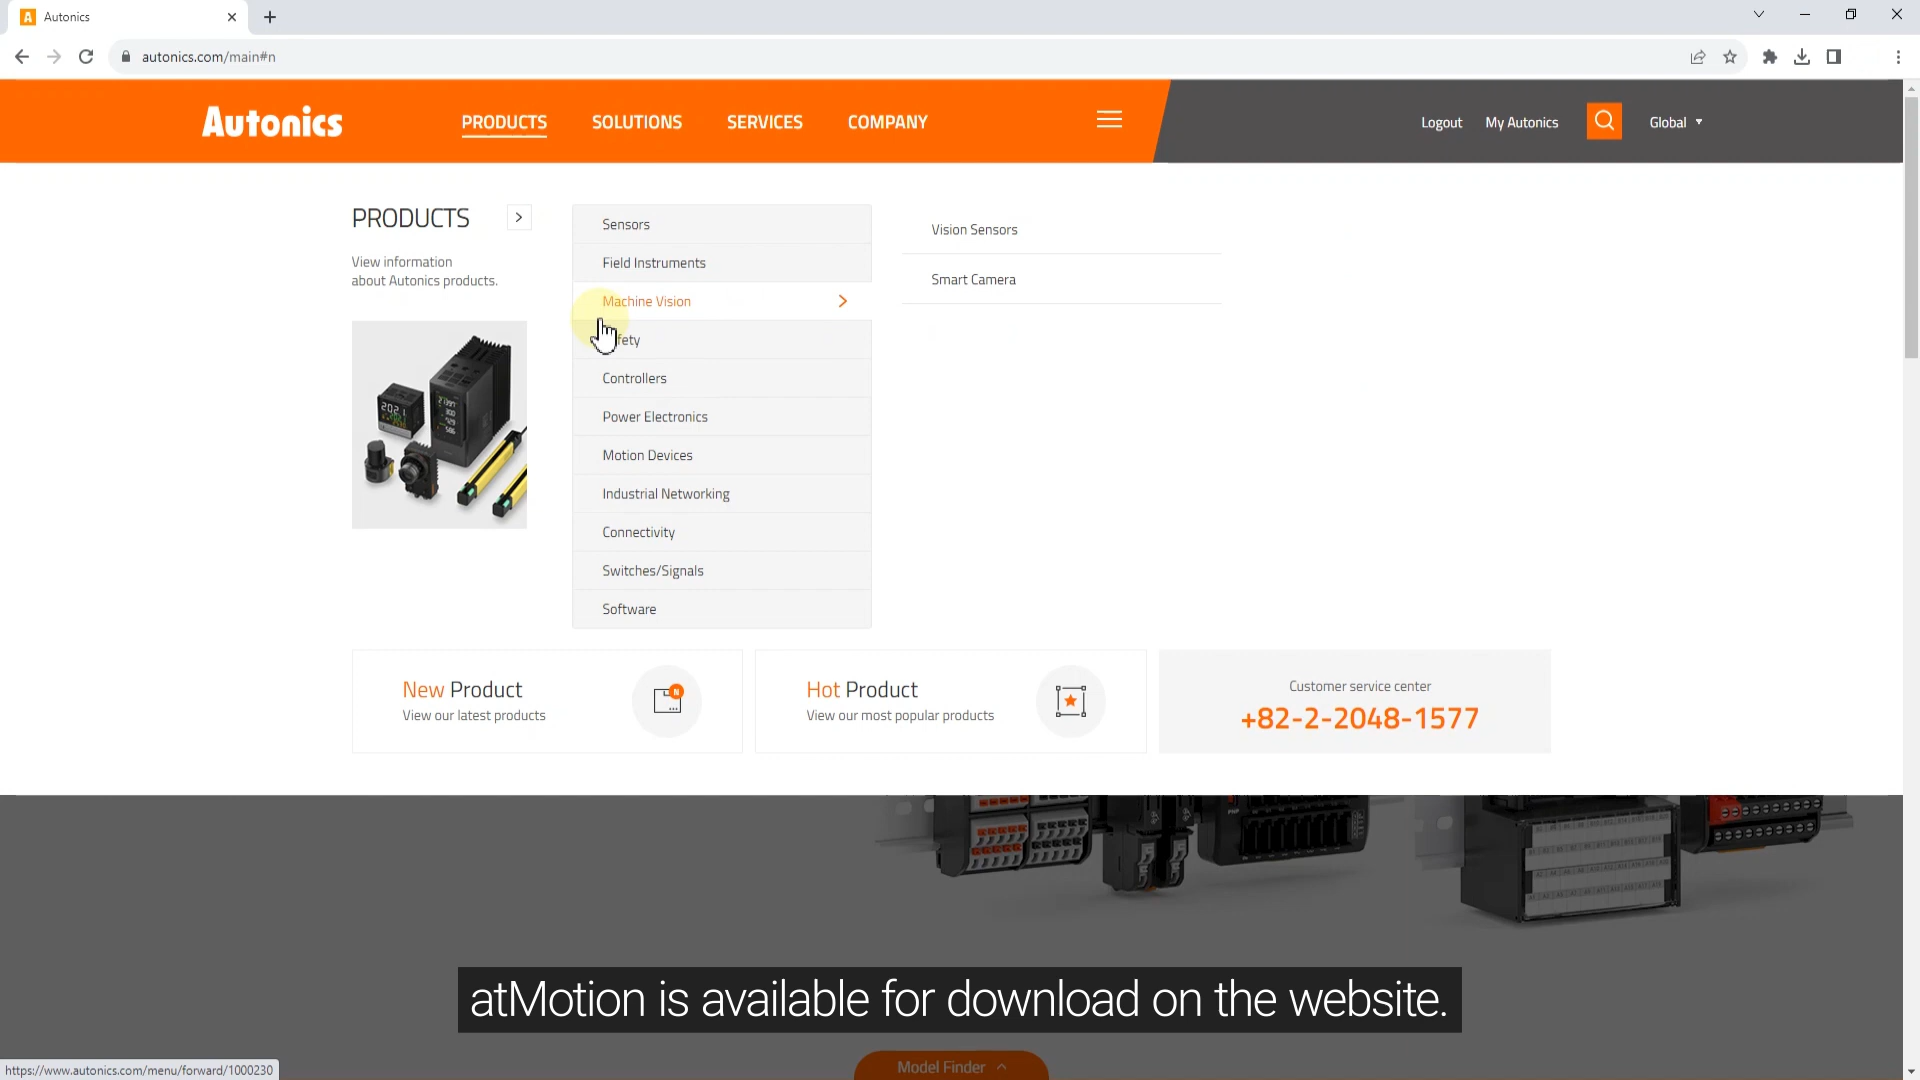 Autonics
autonics.com/main#n
Autonics
PRODUCTS
SOLUTIONS
SERVICES
COMPANY
Logout
My Autonics
Global
PRODUCTS
View information
about Autonics products.
Sensors
Field Instruments
Machine Vision
Controllers
Power Electronics
Motion Devices
Industrial Networking
Connectivity
Switches/Signals
Software
Vision Sensors
Smart Camera
New Product
View our latest products
Hot Product
View our most popular products
Customer service center
+82-2-2048-1577
atMotion is available for download on the website.
Model Finder
https://www.autonics.com/menu/forward/1000230